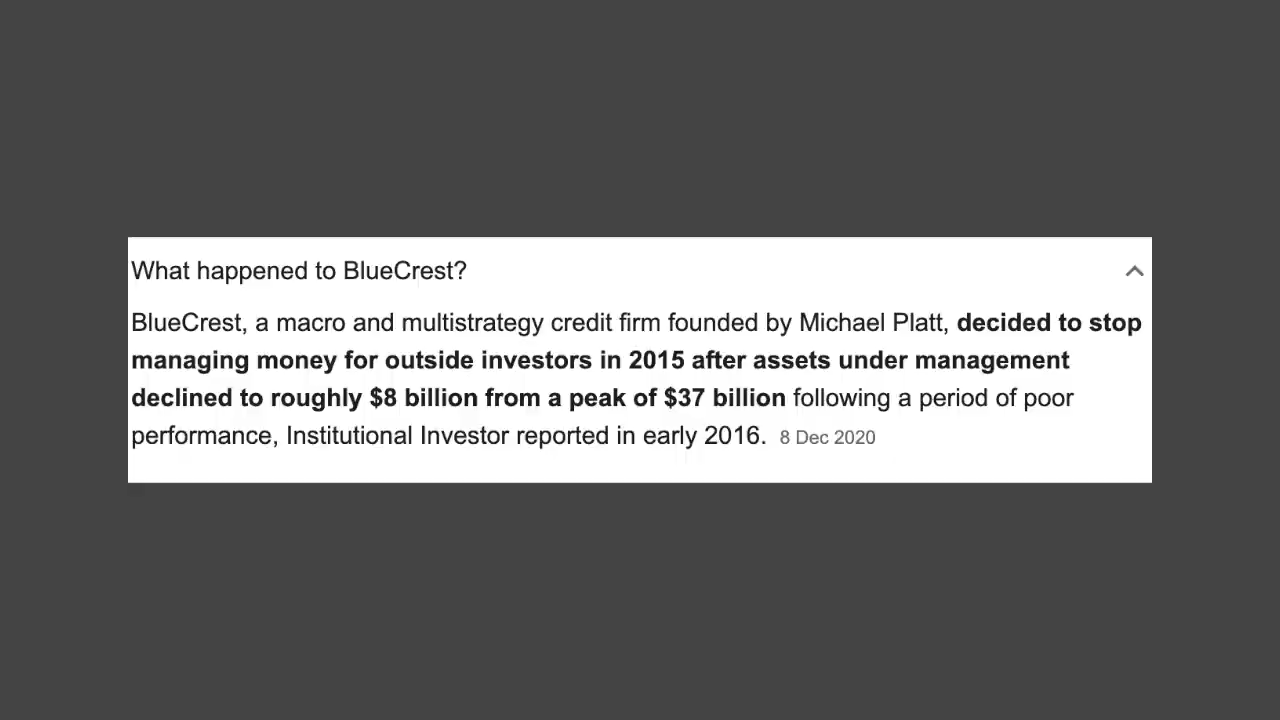 What happened to BlueCrest?
BlueCrest, a macro and multistrategy credit firm founded by Michael Platt, decided to stop
managing money for outside investors in 2015 after assets under management
declined to roughly $8 billion from a peak of $37 billion following a period of poor
performance, Institutional Investor reported in early 2016. 8 Dec 2020